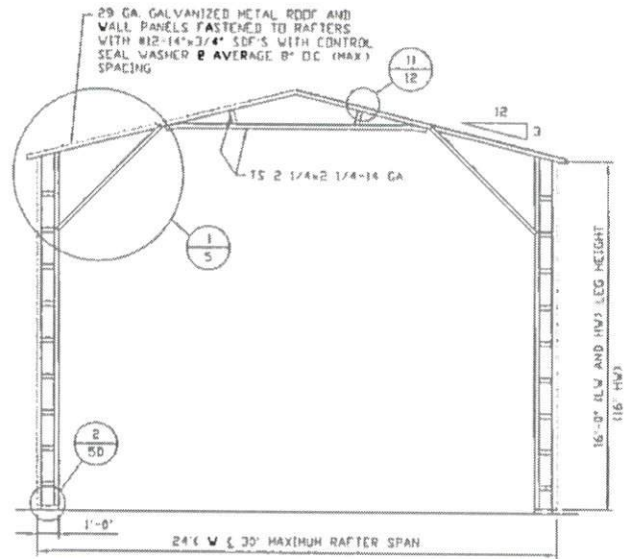 29 GA. GALVANIZED METAL ROOF AND
WALL PANELS FASTENED TO RAFTERS
WITH #12-14"x3/4" SDF'S WITH CONTROL
SEAL WASHER @ AVERAGE 8" O.C (MAX)
SPACING
11
12
12
3
TS 2 1/4x2 1/4-14 GA
1
5
16'-0" (LW AND HW) LEG HEIGHT
(16' HW)
2
5D
1'-0"
W 30' MAXIMUM RAFTER SPAN